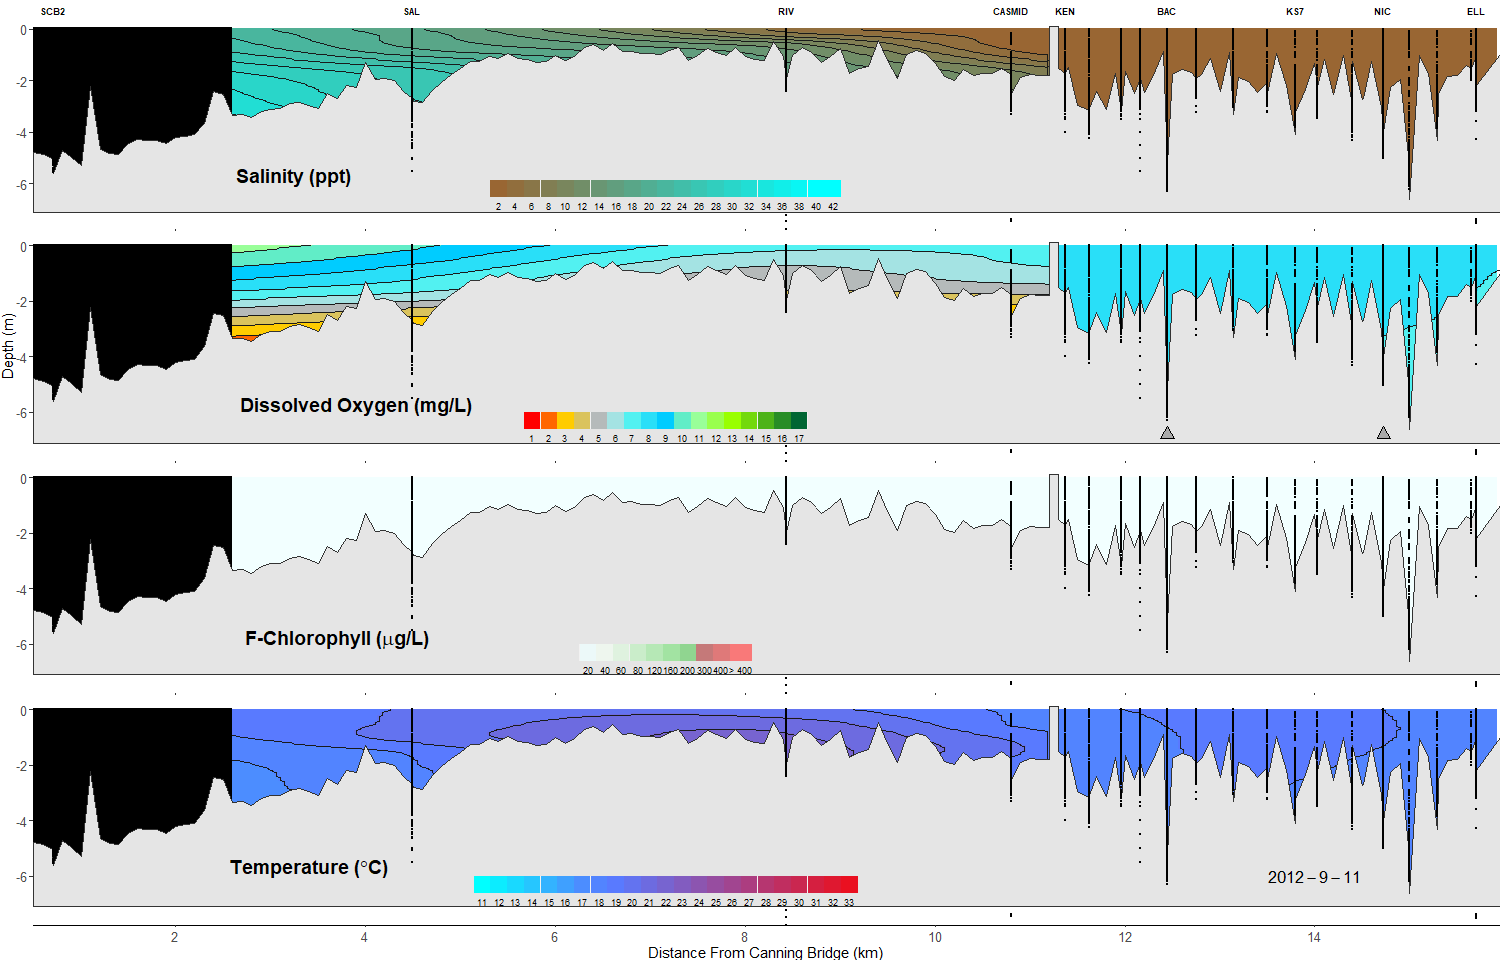 SCB2 SAL RIV CASMID KEN BAC KS7 NIC ELL
0
-2
-4
-6
Salinity (ppt)
2 4 6 8 10 12 14 16 18 20 22 24 26 28 30 32 34 36 38 40 42
0
-2
-4
-6
Depth (m)
Dissolved Oxygen (mg/L)
1 2 3 4 5 6 7 8 9 10 11 12 13 14 15 16 17
0
-2
-4
-6
F-Chlorophyll (μg/L)
20 40 60 80 120 160 200 300 400 > 400
0
-2
-4
-6
Temperature (°C)
2012 – 9 – 11
11 12 13 14 15 16 17 18 19 20 21 22 23 24 25 26 27 28 29 30 31 32 33
2 4 6 8 10 12 14
Distance From Canning Bridge (km)